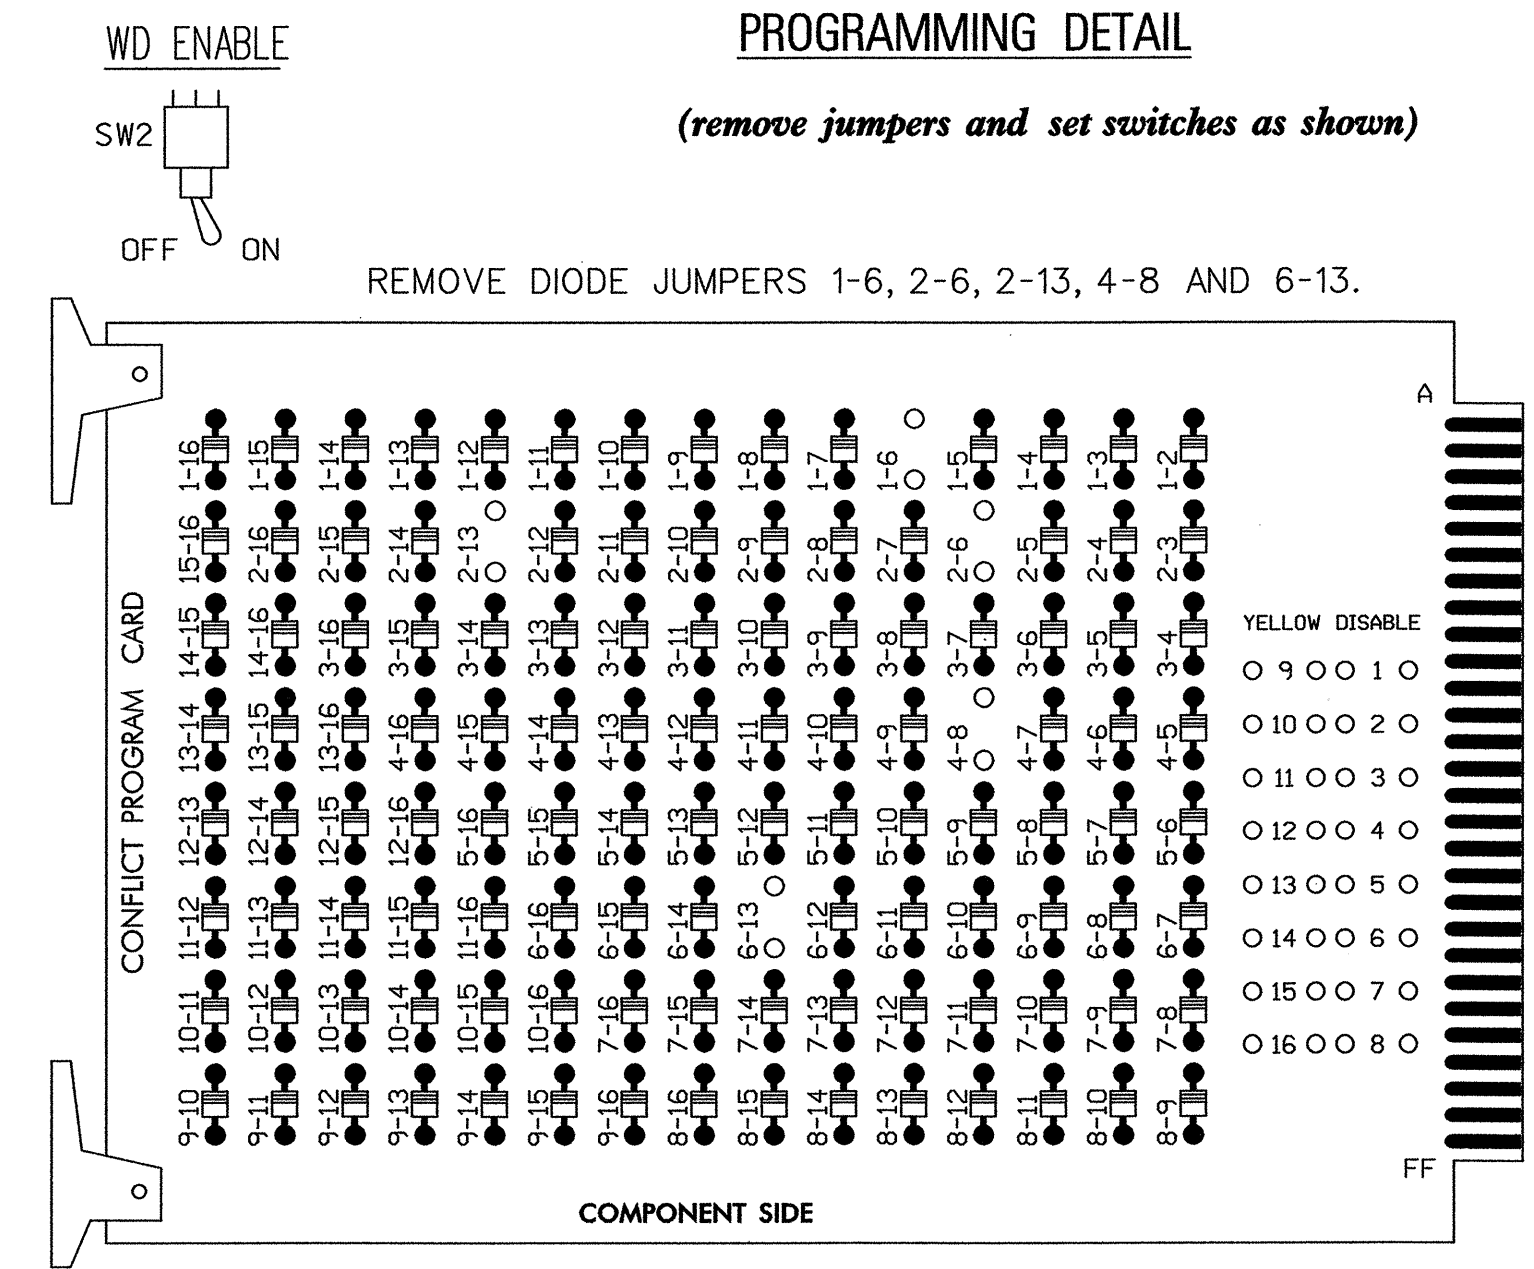 WD ENABLE
PROGRAMMING DETAIL
(remove jumpers and set switches as shown)
SW2
OFF ON
REMOVE DIODE JUMPERS 1-6, 2-6, 2-13, 4-8 AND 6-13.
A
1-16 1-15 1-14 1-13 1-12 1-11 1-10 1-9 1-8 1-7 1-6 1-5 1-4 1-3 1-2
15-16 2-16 2-15 2-14 2-13 2-12 2-11 2-10 2-9 2-8 2-7 2-6 2-5 2-4 2-3
14-15 14-16 3-16 3-15 3-14 3-13 3-12 3-11 3-10 3-9 3-8 3-7 3-6 3-5 3-4
13-14 13-15 13-16 4-16 4-15 4-14 4-13 4-12 4-11 4-10 4-9 4-8 4-7 4-6 4-5
12-13 12-14 12-15 12-16 5-16 5-15 5-14 5-13 5-12 5-11 5-10 5-9 5-8 5-7 5-6
11-12 11-13 11-14 11-15 11-16 6-16 6-15 6-14 6-13 6-12 6-11 6-10 6-9 6-8 6-7
10-11 10-12 10-13 10-14 10-15 10-16 7-16 7-15 7-14 7-13 7-12 7-11 7-10 7-9 7-8
9-10 9-11 9-12 9-13 9-14 9-15 9-16 8-16 8-15 8-14 8-13 8-12 8-11 8-10 8-9
CONFLICT PROGRAM CARD
YELLOW DISABLE
9 1
10 2
11 3
12 4
13 5
14 6
15 7
16 8
FF
COMPONENT SIDE